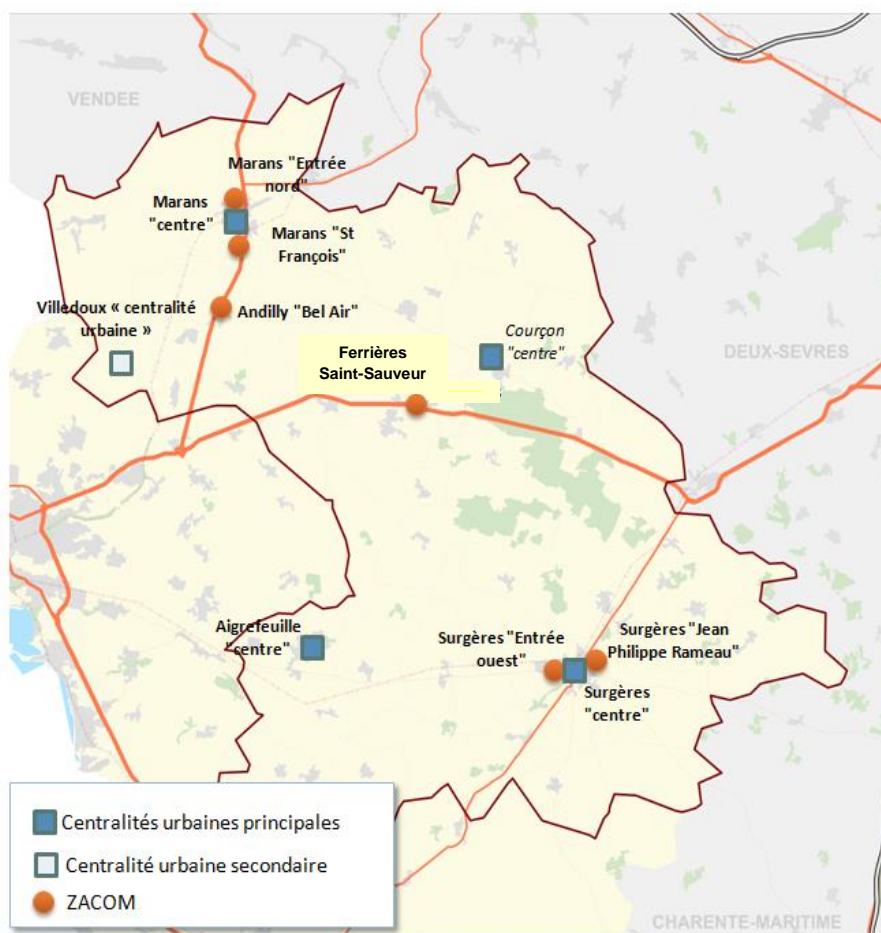 VENDEE
Marans "Entrée
nord"
Marans
"centre"
Marans "St
François"
Villedoux « centralité
urbaine »
Andilly "Bel Air"
Courçon
"centre"
DEUX-SEVRES
Ferrières
Saint-Sauveur
Aigrefeuille
"centre"
Surgères "Entrée
ouest"
Surgères "Jean
Philippe Rameau"
Surgères
"centre"
Centralités urbaines principales
Centralité urbaine secondaire
ZACOM
CHARENTE-MARITIME